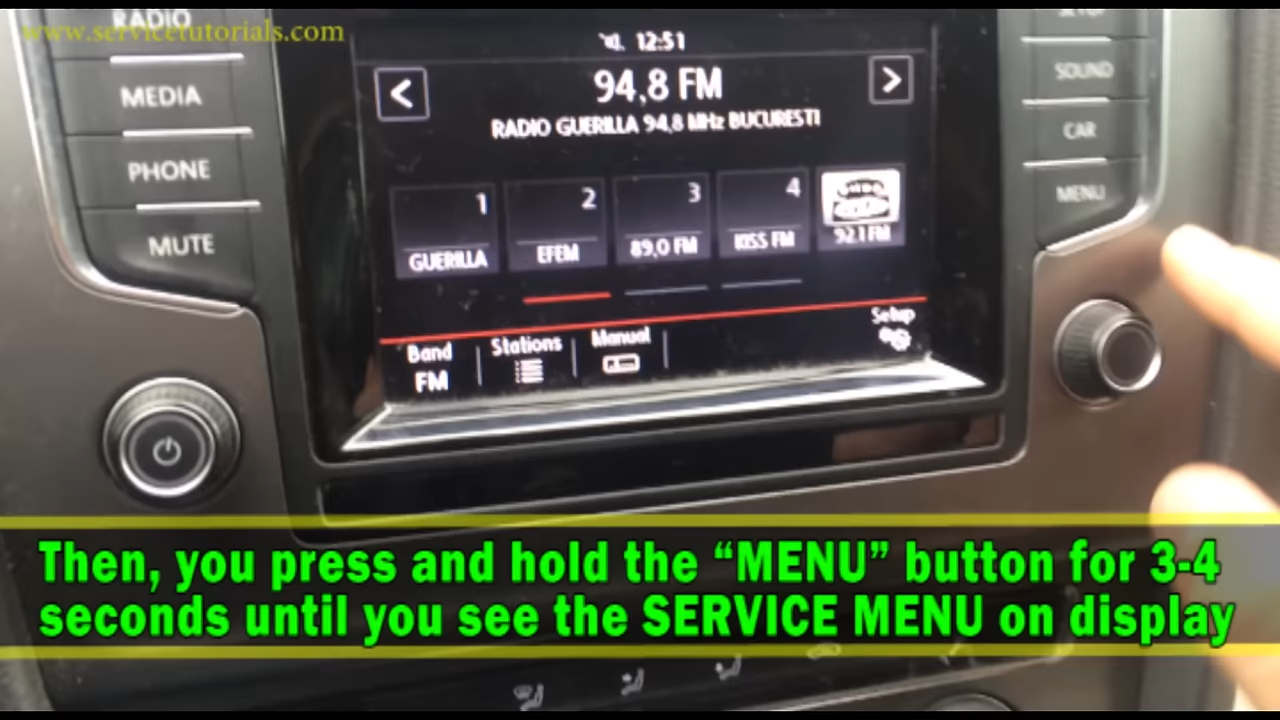 RADIO
www.servicetutorials.com
MEDIA
PHONE
MUTE
12:51
94,8 FM
RADIO GUERILLA 94,8 MHz BUCURESTI
1
GUERILLA
2
EFEM
3
89,0 FM
4
KISS FM
92.1 FM
Band
FM
Stations
Manual
Setup
SETUP
SOUND
CAR
MENU
Then, you press and hold the “MENU” button for 3-4
seconds until you see the SERVICE MENU on display